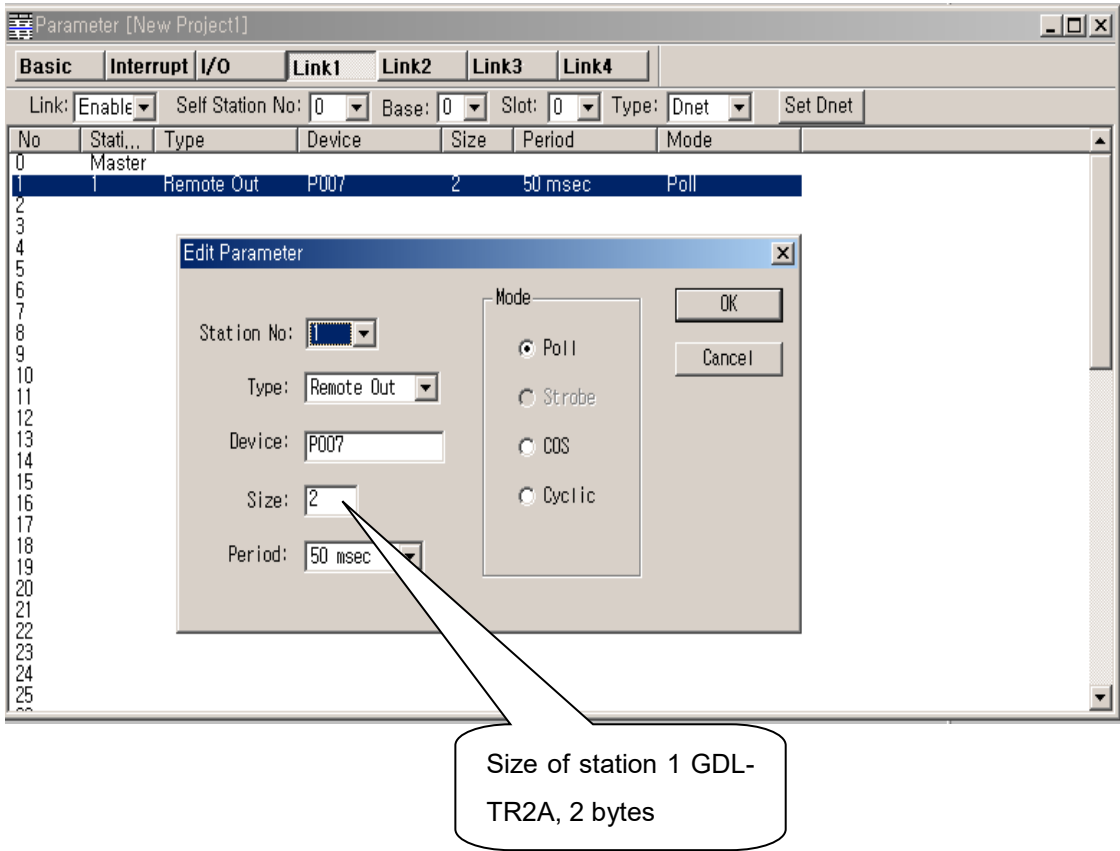 Parameter [New Project1]
Basic Interrupt I/O Link1 Link2 Link3 Link4
Link: Enable Self Station No: 0 Base: 0 Slot: 0 Type: Dnet Set Dnet
No Stati... Type Device Size Period Mode
0 Master
1 1 Remote Out P007 2 50 msec Poll
2
3
4
5
6
7
8
9
10
11
12
13
14
15
16
17
18
19
20
21
22
23
24
25
Edit Parameter
Station No: 1
Type: Remote Out
Device: P007
Size: 2
Period: 50 msec
Mode
Poll
Strobe
COS
Cyclic
OK
Cancel
Size of station 1 GDL-
TR2A, 2 bytes